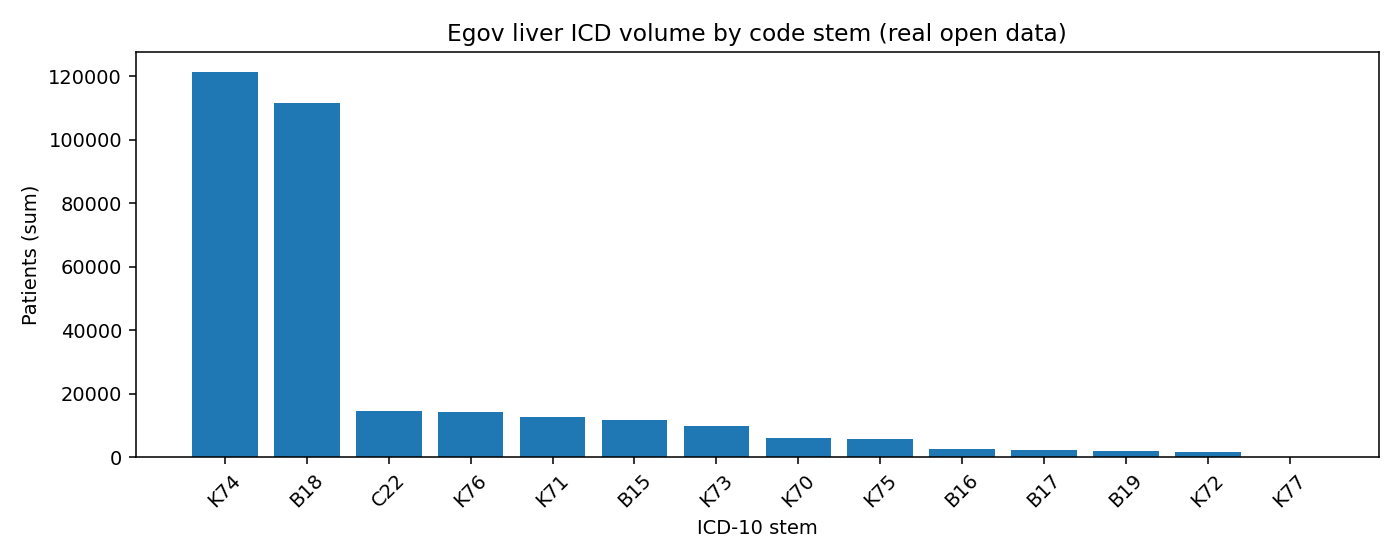 Egov liver ICD volume by code stem (real open data)
Patients (sum)
120000
100000
80000
60000
40000
20000
0
K74 B18 C22 K76 K71 B15 K73 K70 K75 B16 B17 B19 K72 K77
ICD-10 stem